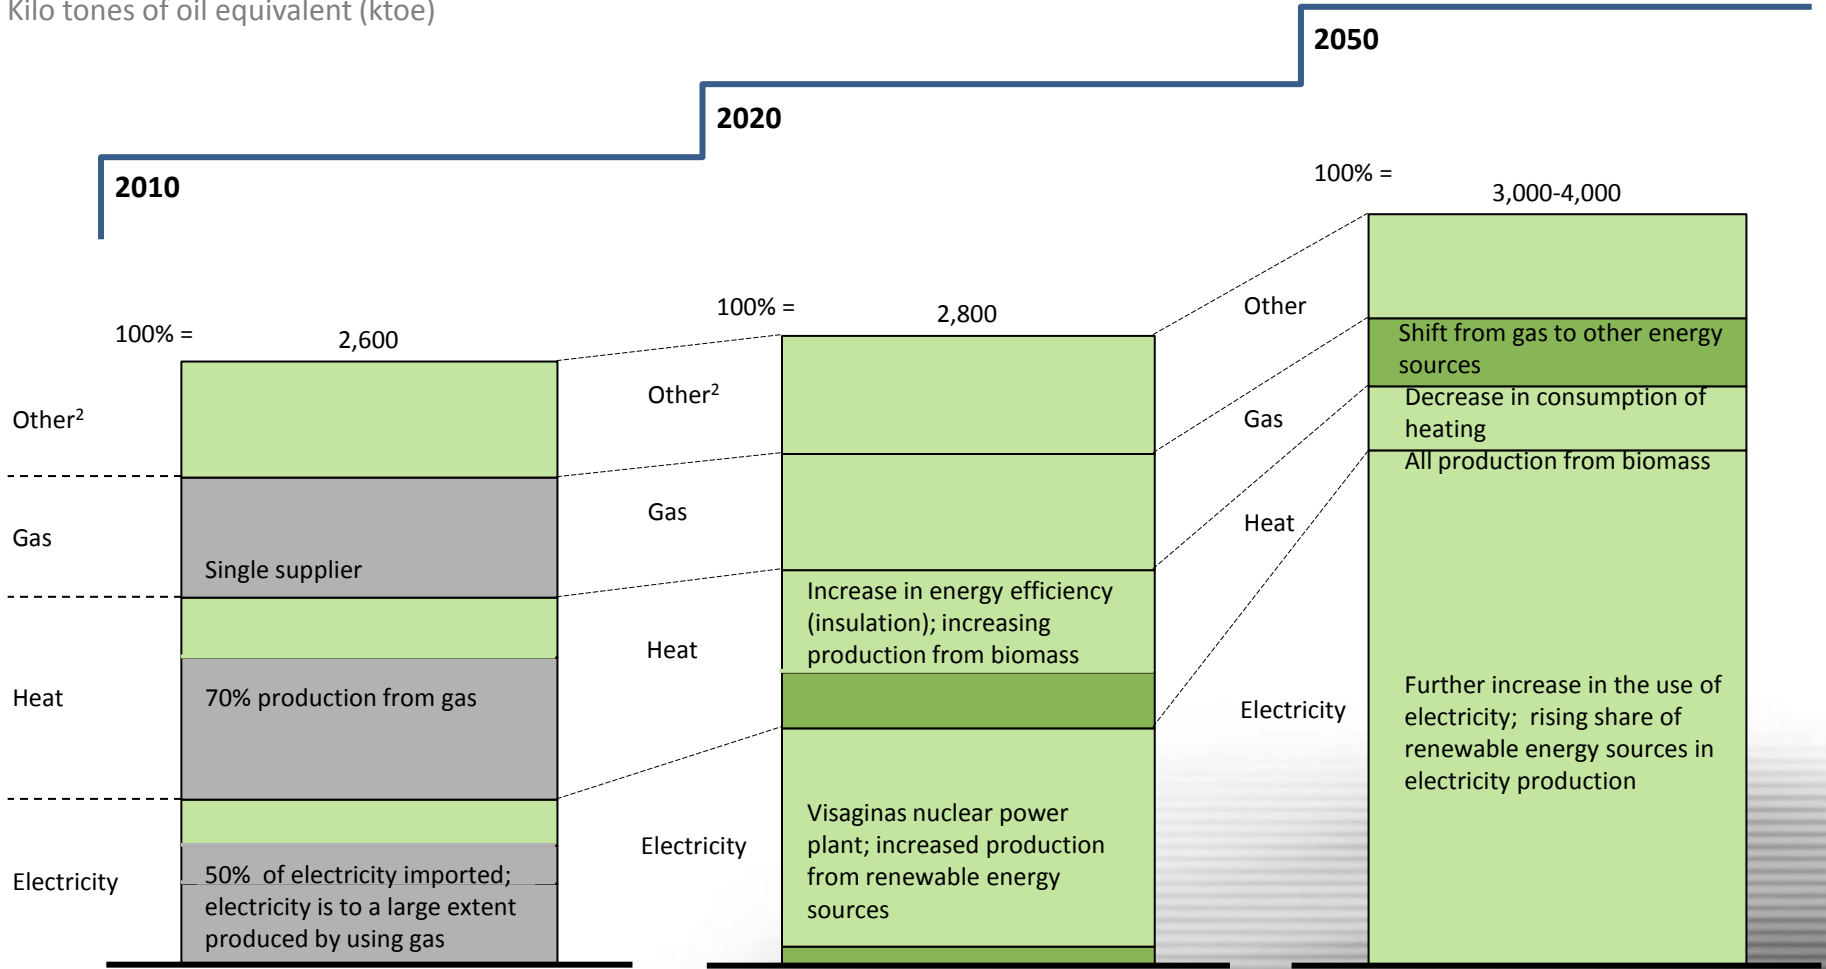 Kilo tones of oil equivalent (ktoe)
2050
2020
2010
100% =
3,000-4,000
100% =
2,800
100% =
2,600
Other²
Gas
Heat
Electricity
Single supplier
70% production from gas
50%  of electricity imported;
electricity is to a large extent
produced by using gas
Other²
Gas
Heat
Electricity
Increase in energy efficiency
(insulation); increasing
production from biomass
Visaginas nuclear power
plant; increased production
from renewable energy
sources
Other
Gas
Heat
Electricity
Shift from gas to other energy
sources
Decrease in consumption of
heating
All production from biomass
Further increase in the use of
electricity;  rising share of
renewable energy sources in
electricity production